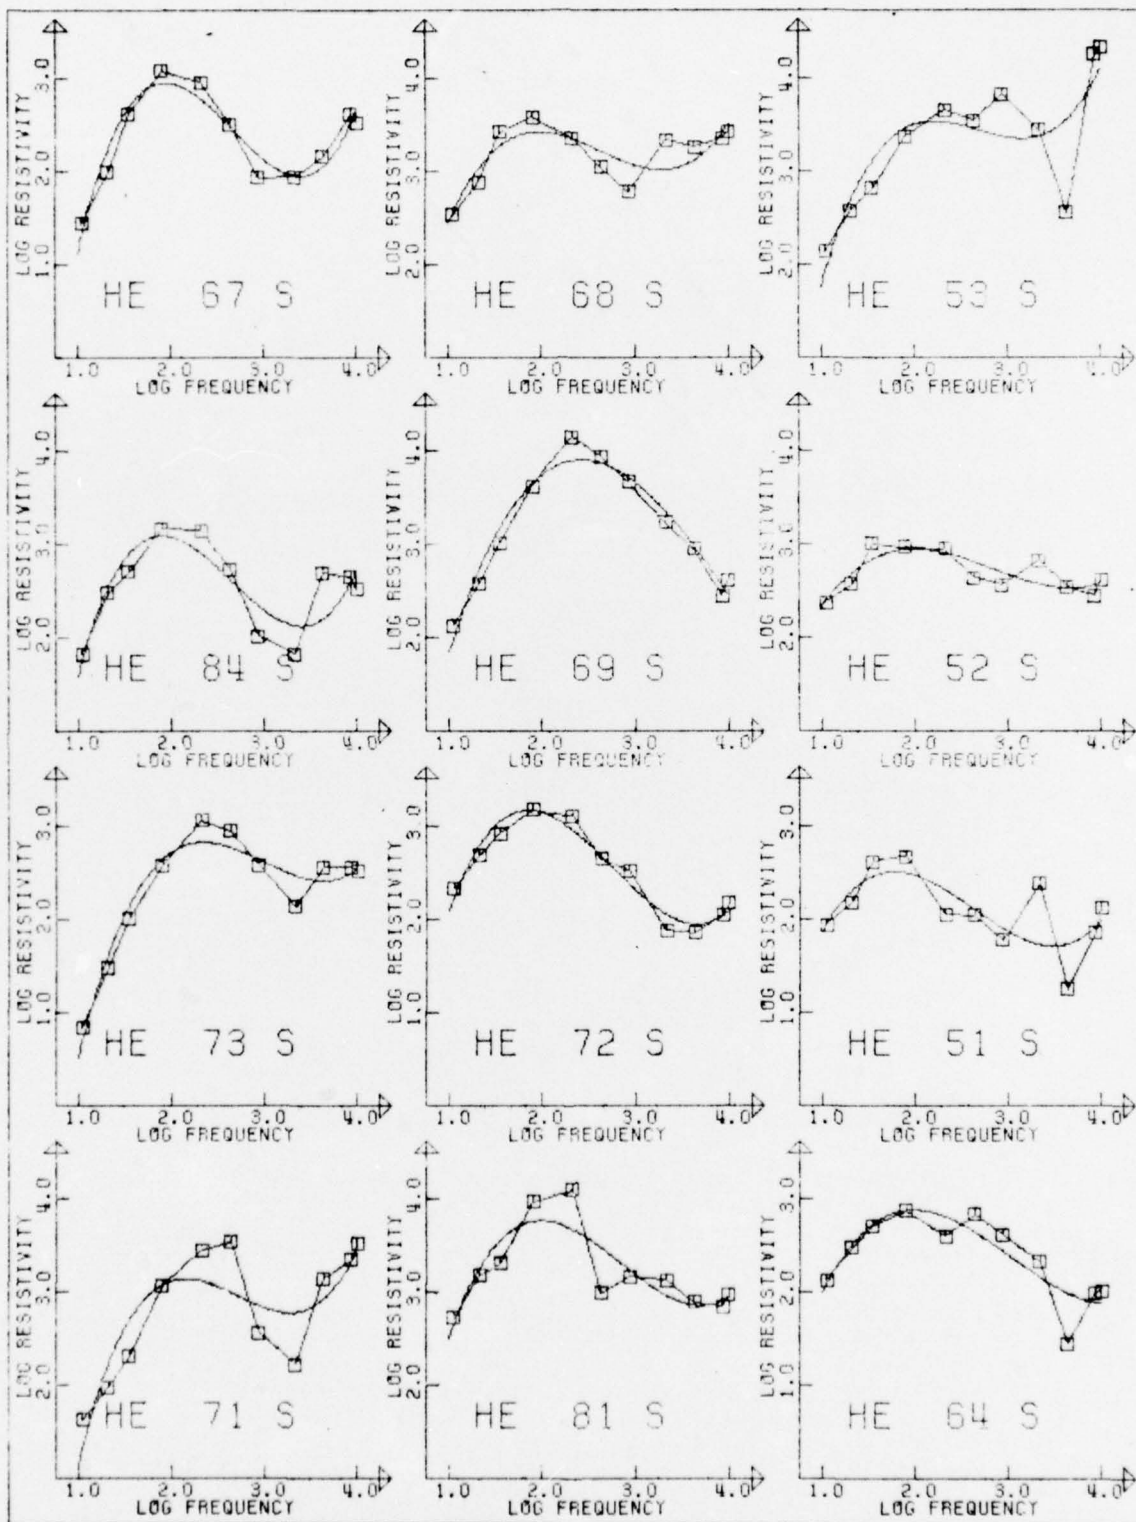 LOG RESISTIVITY
3.0
2.0
1.0
HE 67 S
1.0 2.0 3.0 4.0
LOG FREQUENCY
LOG RESISTIVITY
4.0
3.0
2.0
HE 68 S
1.0 2.0 3.0 4.0
LOG FREQUENCY
LOG RESISTIVITY
4.0
3.0
2.0
HE 53 S
1.0 2.0 3.0 4.0
LOG FREQUENCY
LOG RESISTIVITY
4.0
3.0
2.0
HE 84 S
1.0 2.0 3.0 4.0
LOG FREQUENCY
LOG RESISTIVITY
4.0
3.0
2.0
HE 69 S
1.0 2.0 3.0 4.0
LOG FREQUENCY
LOG RESISTIVITY
4.0
3.0
2.0
HE 52 S
1.0 2.0 3.0 4.0
LOG FREQUENCY
LOG RESISTIVITY
3.0
2.0
1.0
HE 73 S
1.0 2.0 3.0 4.0
LOG FREQUENCY
LOG RESISTIVITY
3.0
2.0
1.0
HE 72 S
1.0 2.0 3.0 4.0
LOG FREQUENCY
LOG RESISTIVITY
3.0
2.0
1.0
HE 51 S
1.0 2.0 3.0 4.0
LOG FREQUENCY
LOG RESISTIVITY
4.0
3.0
2.0
HE 71 S
1.0 2.0 3.0 4.0
LOG FREQUENCY
LOG RESISTIVITY
4.0
3.0
2.0
HE 81 S
1.0 2.0 3.0 4.0
LOG FREQUENCY
LOG RESISTIVITY
3.0
2.0
1.0
HE 64 S
1.0 2.0 3.0 4.0
LOG FREQUENCY